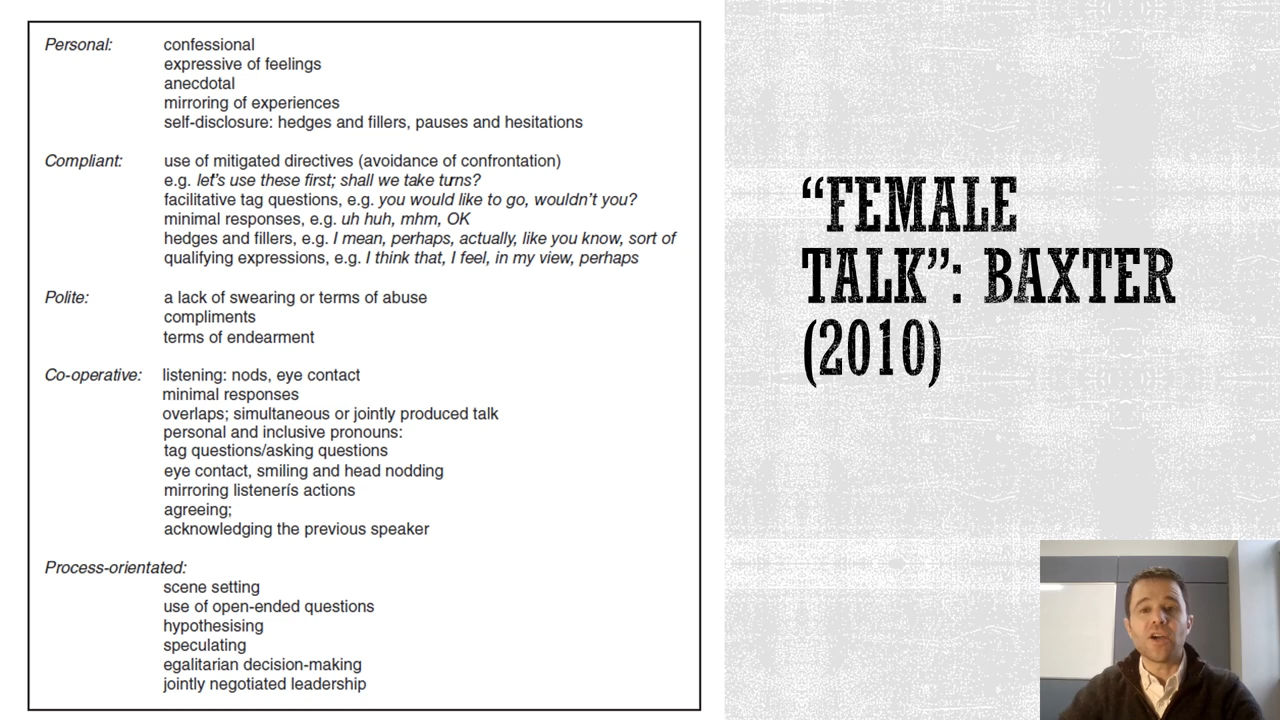 Personal: confessional
expressive of feelings
anecdotal
mirroring of experiences
self-disclosure: hedges and fillers, pauses and hesitations
Compliant: use of mitigated directives (avoidance of confrontation)
e.g. let's use these first; shall we take turns?
facilitative tag questions, e.g. you would like to go, wouldn't you?
minimal responses, e.g. uh huh, mhm, OK
hedges and fillers, e.g. I mean, perhaps, actually, like you know, sort of
qualifying expressions, e.g. I think that, I feel, in my view, perhaps
Polite: a lack of swearing or terms of abuse
compliments
terms of endearment
Co-operative: listening: nods, eye contact
minimal responses
overlaps; simultaneous or jointly produced talk
personal and inclusive pronouns:
tag questions/asking questions
eye contact, smiling and head nodding
mirroring listenerís actions
agreeing;
acknowledging the previous speaker
Process-orientated:
scene setting
use of open-ended questions
hypothesising
speculating
egalitarian decision-making
jointly negotiated leadership
“FEMALE
TALK”: BAXTER
(2010)